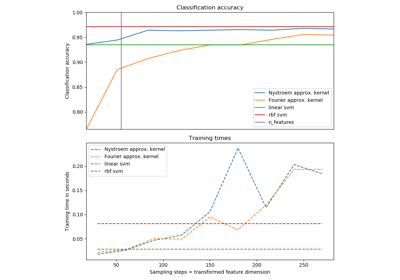 Classification accuracy
1.00
0.95
0.90
0.85
0.80
Classification accuracy
Nystroem approx. kernel
Fourier approx. kernel
linear svm
rbf svm
n_features
Training times
Nystroem approx. kernel
Fourier approx. kernel
linear svm
rbf svm
0.20
0.15
0.10
0.05
Training time in seconds
50
100
150
200
250
Sampling steps = transformed feature dimension